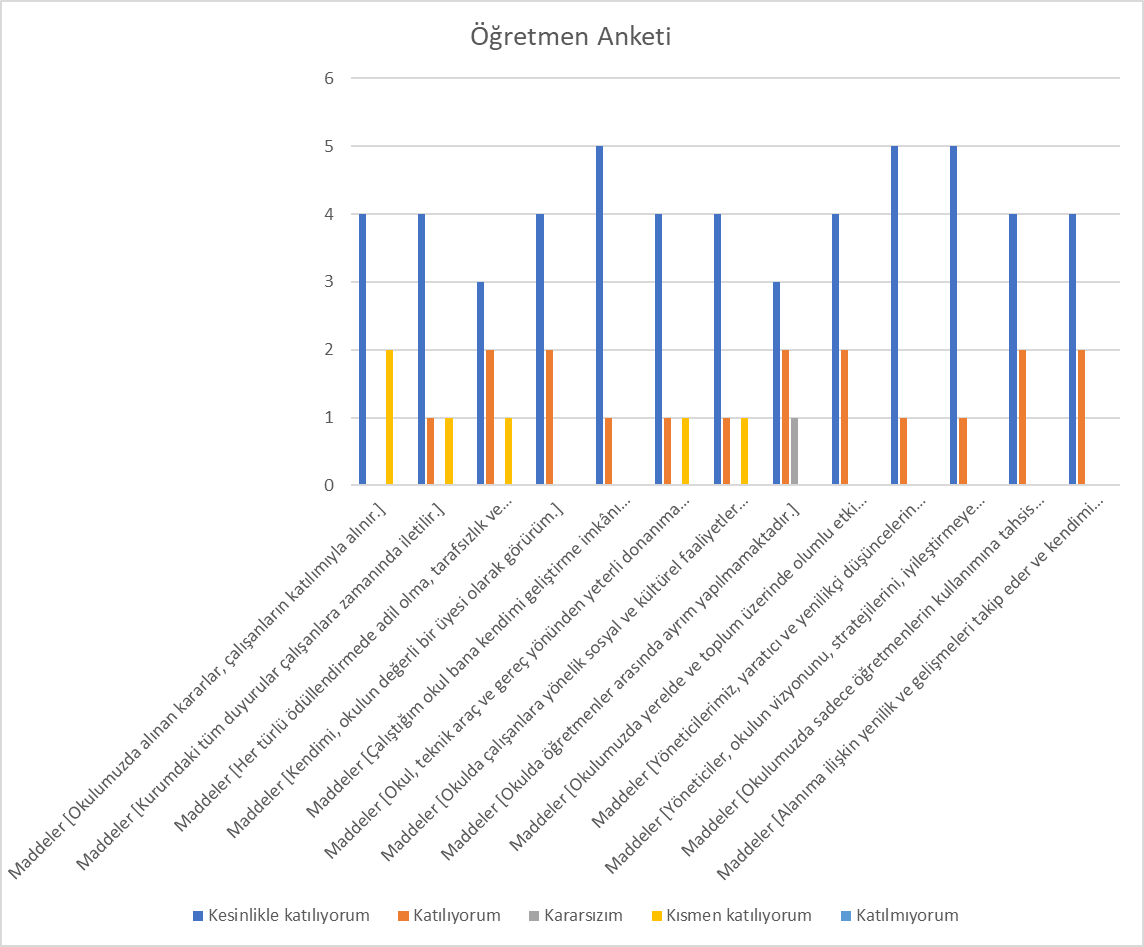 Öğretmen Anketi
6
5
4
3
2
1
0
Maddeler [Okulumuzda alınan kararlar, çalışanların katılımıyla alınır.]
Maddeler [Kurumdaki tüm duyurular çalışanlara zamanında iletilir.]
Maddeler [Her türlü ödüllendirmede adil olma, tarafsızlık ve...
Maddeler [Kendimi, okulun değerli bir üyesi olarak görürüm.]
Maddeler [Çalıştığım okul bana kendimi geliştirme imkânı...
Maddeler [Okul, teknik araç ve gereç yönünden yeterli donanıma...
Maddeler [Okulda çalışanlara yönelik sosyal ve kültürel faaliyetler...
Maddeler [Okulda öğretmenler arasında ayrım yapılmamaktadır.]
Maddeler [Okulumuzda yerelde ve toplum üzerinde olumlu etki...
Maddeler [Yöneticilerimiz, yaratıcı ve yenilikçi düşüncelerin...
Maddeler [Yöneticiler, okulun vizyonunu, stratejilerini, iyileştirmeye...
Maddeler [Okulumuzda sadece öğretmenlerin kullanımına tahsis...
Maddeler [Alanıma ilişkin yenilik ve gelişmeleri takip eder ve kendimi...
Kesinlikle katılıyorum Katılıyorum Kararsızım Kısmen katılıyorum Katılmıyorum